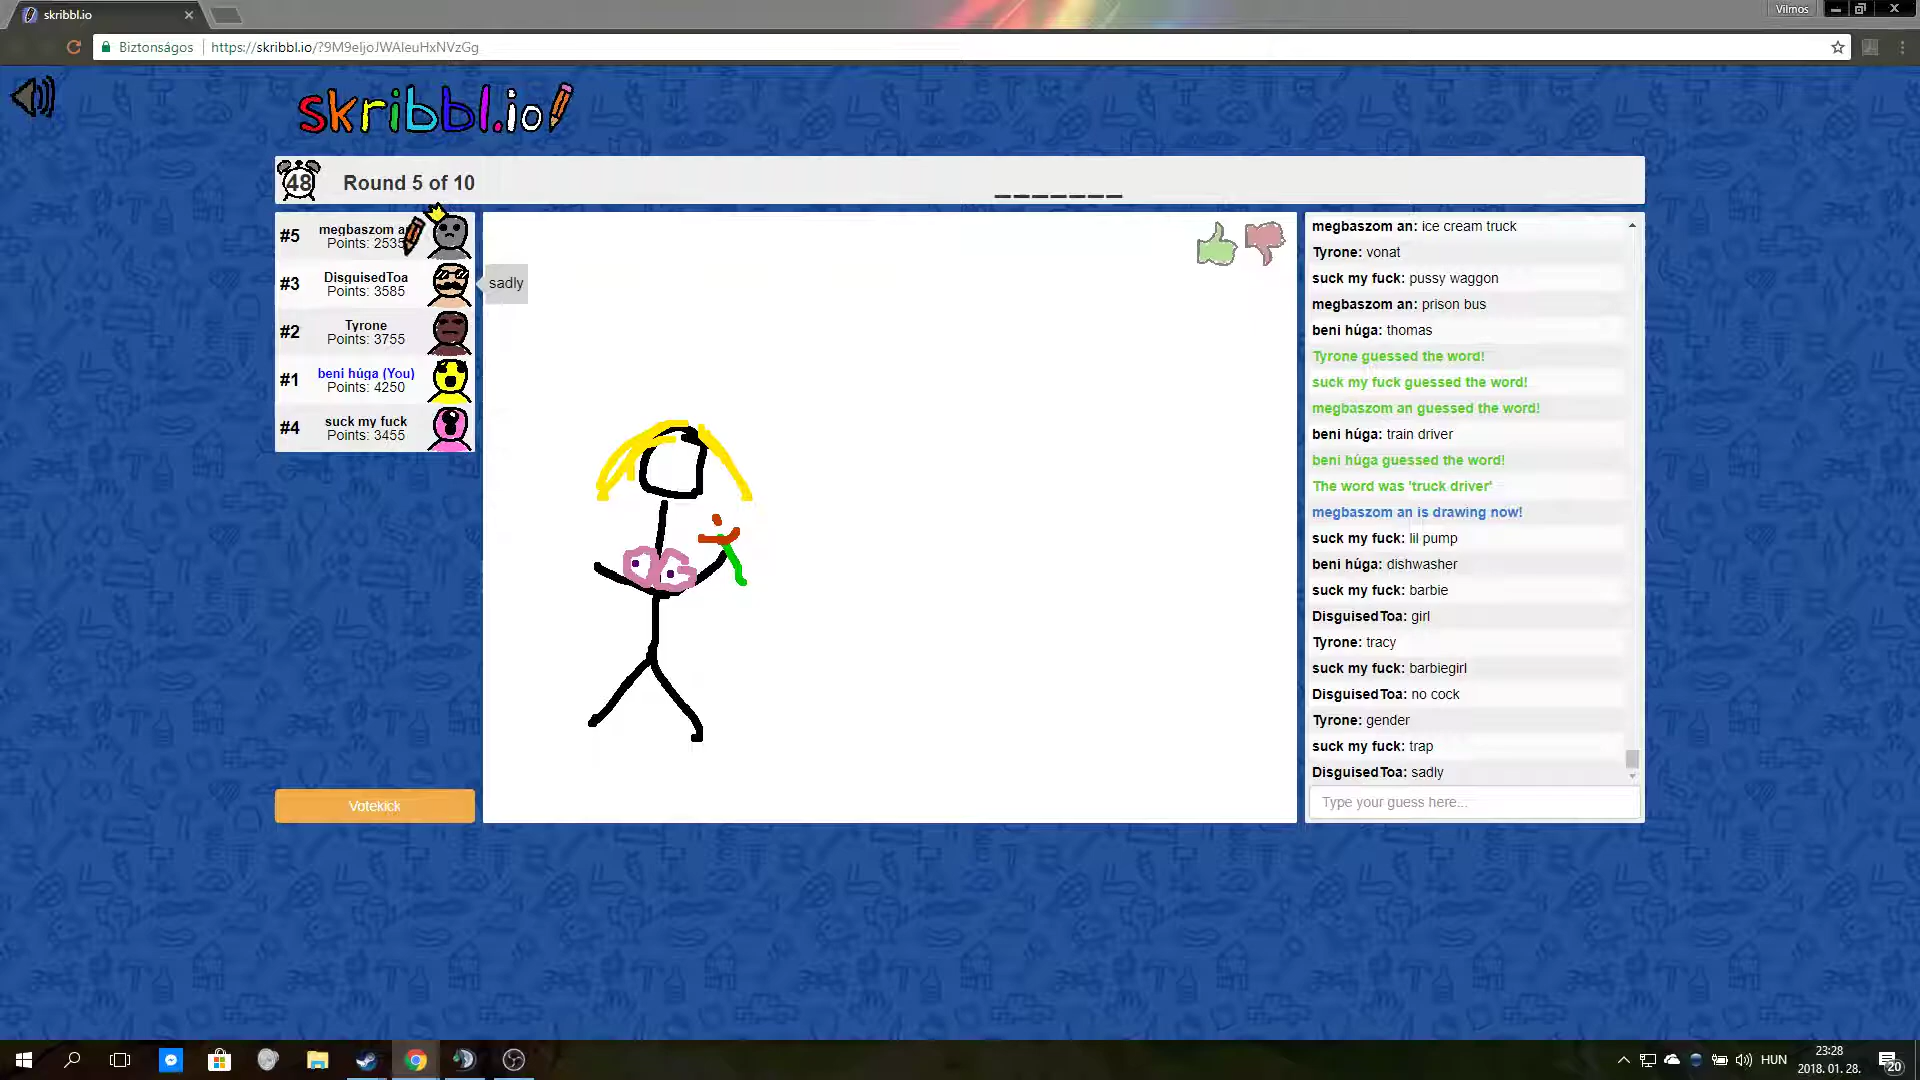 skribbl.io
Vilmos
Biztonságos
https://skribbl.io/?9M9eljoJWAleuHxNVzGg
skribbl.io
48
Round 5 of 10
_______
#5
megbaszom a
Points: 2535
#3
DisguisedToa
Points: 3585
sadly
#2
Tyrone
Points: 3755
#1
beni húga (You)
Points: 4250
#4
suck my fuck
Points: 3455
Votekick
megbaszom an: ice cream truck
Tyrone: vonat
suck my fuck: pussy waggon
megbaszom an: prison bus
beni húga: thomas
Tyrone guessed the word!
suck my fuck guessed the word!
megbaszom an guessed the word!
beni húga: train driver
beni húga guessed the word!
The word was 'truck driver'
megbaszom an is drawing now!
suck my fuck: lil pump
beni húga: dishwasher
suck my fuck: barbie
DisguisedToa: girl
Tyrone: tracy
suck my fuck: barbiegirl
DisguisedToa: no cock
Tyrone: gender
suck my fuck: trap
DisguisedToa: sadly
Type your guess here...
HUN
23:28
2018. 01. 28.
20